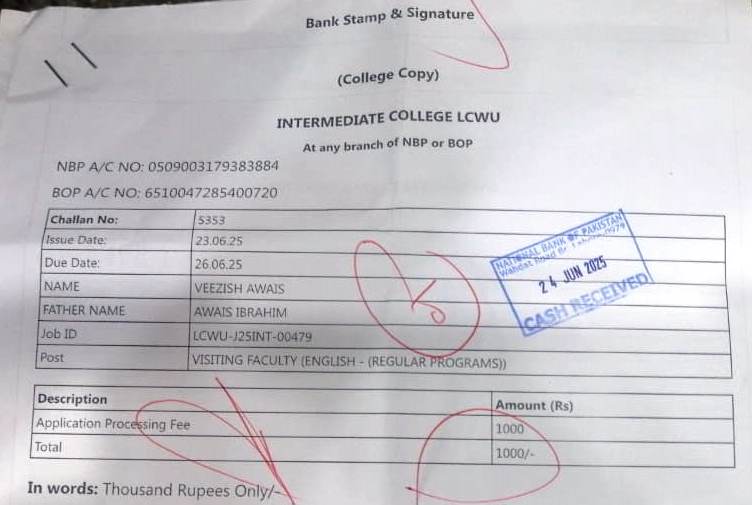 Bank Stamp & Signature
(College Copy)
INTERMEDIATE COLLEGE LCWU
At any branch of NBP or BOP
NBP A/C NO: 0509003179383884
BOP A/C NO: 6510047285400720
Challan No: 5353
Issue Date: 23.06.25
Due Date: 26.06.25
NAME VEEZISH AWAIS
FATHER NAME AWAIS IBRAHIM
Job ID LCWU-J25INT-00479
Post VISITING FACULTY (ENGLISH - (REGULAR PROGRAMS))
NATIONAL BANK OF PAKISTAN
Wahdat Road Br.
24 JUN 2025
CASH RECEIVED
Description Amount (Rs)
Application Processing Fee 1000
Total 1000/-
In words: Thousand Rupees Only/-